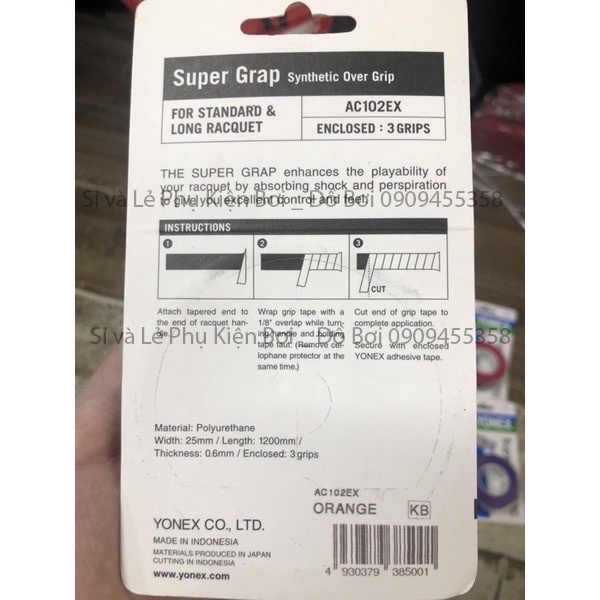 Super Grap Synthetic Over Grip
FOR STANDARD &
LONG RACQUET
AC102EX
ENCLOSED : 3 GRIPS
THE SUPER GRAP enhances the playability of
your racquet by absorbing shock and perspiration
to give you excellent control and feel.
Sỉ và Lẻ Phụ Kiện Bơi _ Đồ Bơi 0909455358
INSTRUCTIONS
1
2
3
CUT
Attach tapered end to
the end of racquet han-
dle.
Wrap grip tape with a
1/8" overlap while turn-
ing handle and holding
tape taut. (Remove cel-
lophane protector at the
same time.)
Cut end of grip tape to
complete application.
Secure with enclosed
YONEX adhesive tape.
Sỉ và Lẻ Phụ Kiện Bơi _ Đồ Bơi 0909455358
Material: Polyurethane
Width: 25mm / Length: 1200mm /
Thickness: 0.6mm / Enclosed: 3 grips
AC102EX
ORANGE KB
YONEX CO., LTD.
MADE IN INDONESIA
MATERIALS PRODUCED IN JAPAN
CUTTING IN INDONESIA
www.yonex.com
4 930379 385001